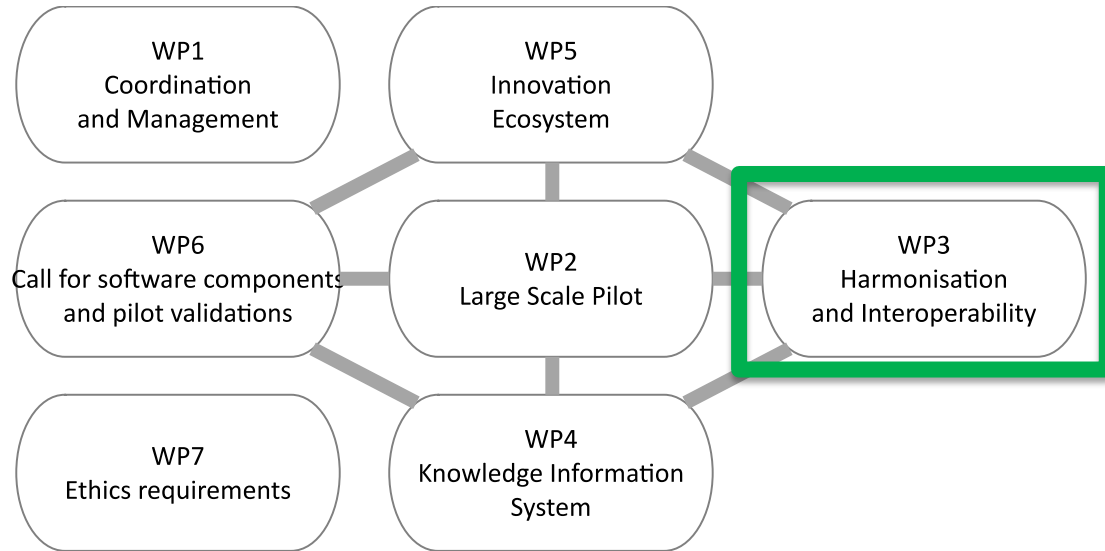 WP1
Coordination
and Management
WP5
Innovation
Ecosystem
WP6
Call for software components
and pilot validations
WP2
Large Scale Pilot
WP3
Harmonisation
and Interoperability
WP7
Ethics requirements
WP4
Knowledge Information
System